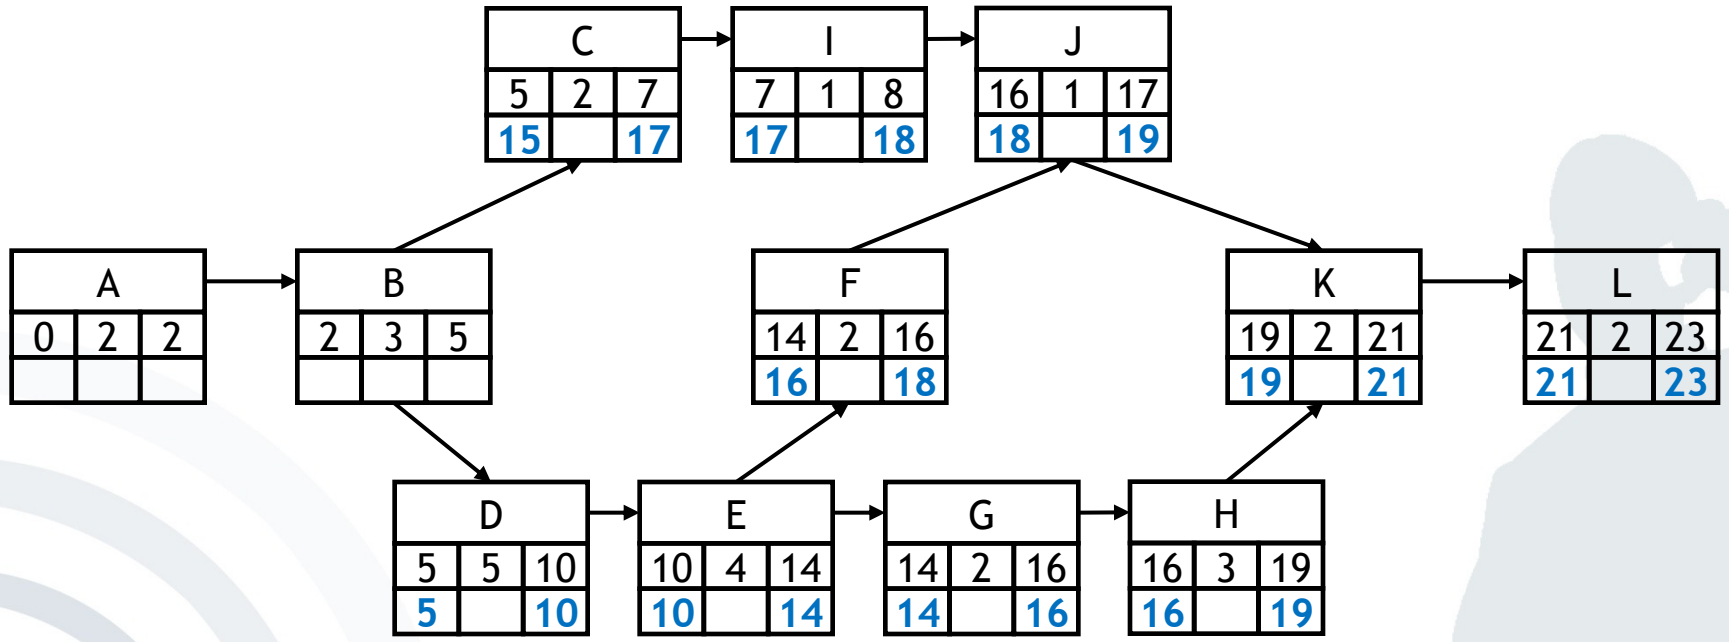 C
5 2 7
15 17
I
7 1 8
17 18
J
16 1 17
18 19
A
0 2 2
B
2 3 5
F
14 2 16
16 18
K
19 2 21
19 21
L
21 2 23
21 23
D
5 5 10
5 10
E
10 4 14
10 14
G
14 2 16
14 16
H
16 3 19
16 19